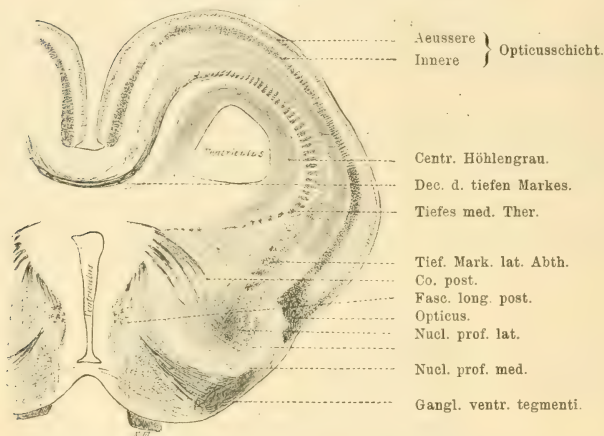 Aeussere
Innere
Opticusschicht.
Ventriculus
Centr. Höhlengrau.
Dec. d. tiefen Markes.
Tiefes med. Ther.
Tief. Mark. lat. Abth.
Co. post.
Fasc. long. post.
Ventriculus
Opticus.
Nucl. prof. lat.
Nucl. prof. med.
Gangl. ventr. tegmenti.